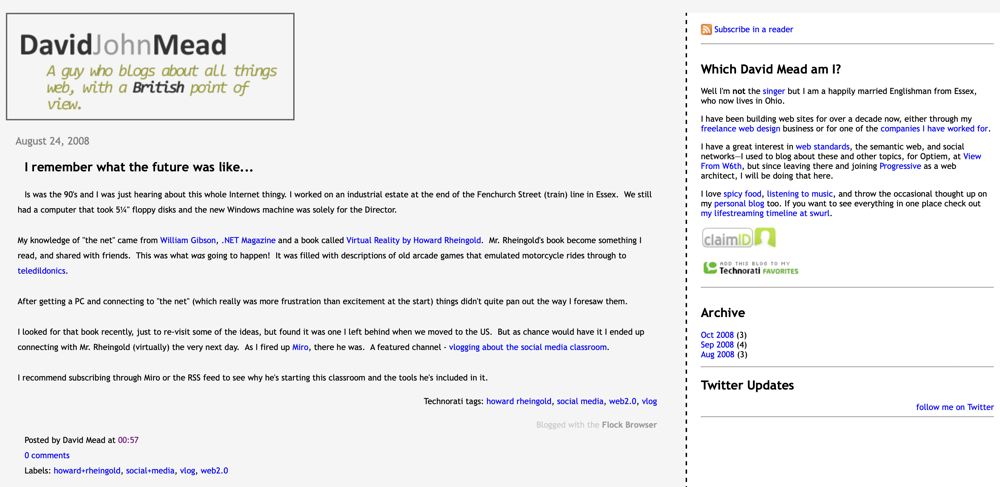 DavidJohnMead
A guy who blogs about all things
web, with a British point of
view.
August 24, 2008
I remember what the future was like...
Is was the 90's and I was just hearing about this whole Internet thingy. I worked on an industrial estate at the end of the Fenchurch Street (train) line in Essex. We still
had a computer that took 5¼" floppy disks and the new Windows machine was solely for the Director.
My knowledge of "the net" came from William Gibson, .NET Magazine and a book called Virtual Reality by Howard Rheingold. Mr. Rheingold's book become something I
read, and shared with friends. This was what was going to happen! It was filled with descriptions of old arcade games that emulated motorcycle rides through to
teledildonics.
After getting a PC and connecting to "the net" (which really was more frustration than excitement at the start) things didn't quite pan out the way I foresaw them.
I looked for that book recently, just to re-visit some of the ideas, but found it was one I left behind when we moved to the US. But as chance would have it I ended up
connecting with Mr. Rheingold (virtually) the very next day. As I fired up Miro, there he was. A featured channel - vlogging about the social media classroom.
I recommend subscribing through Miro or the RSS feed to see why he's starting this classroom and the tools he's included in it.
Technorati tags: howard rheingold, social media, web2.0, vlog
Blogged with the Flock Browser
Posted by David Mead at 00:57
0 comments
Labels: howard+rheingold, social+media, vlog, web2.0
Subscribe in a reader
Which David Mead am I?
Well I'm not the singer but I am a happily married Englishman from Essex,
who now lives in Ohio.
I have been building web sites for over a decade now, either through my
freelance web design business or for one of the companies I have worked for.
I have a great interest in web standards, the semantic web, and social
networks—I used to blog about these and other topics, for Optiem, at View
From W6th, but since leaving there and joining Progressive as a web
architect, I will be doing that here.
I love spicy food, listening to music, and throw the occasional thought up on
my personal blog too. If you want to see everything in one place check out
my lifestreaming timeline at swurl.
claimID
ADD THIS BLOG TO MY
Technorati FAVORITES
Archive
Oct 2008 (3)
Sep 2008 (4)
Aug 2008 (3)
Twitter Updates
follow me on Twitter